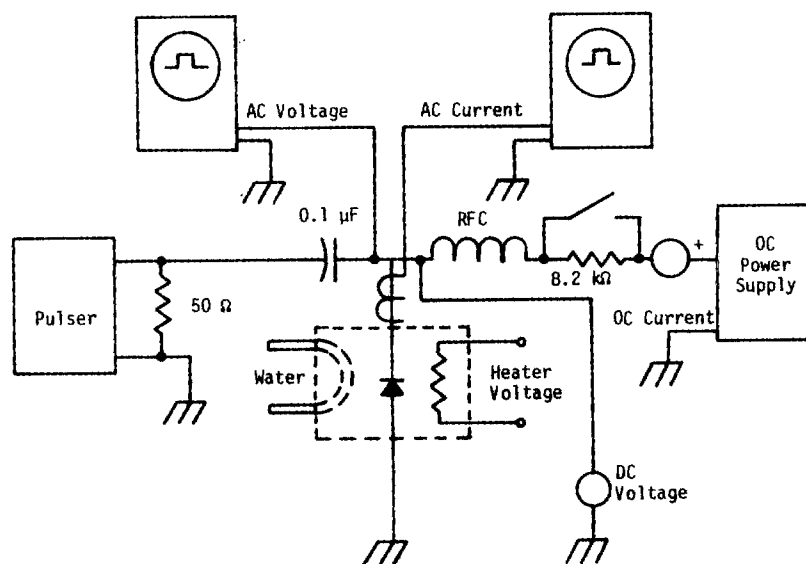 AC Voltage
AC Current
0.1 μF
RFC
+
8.2 kΩ
OC
Power
Supply
Pulser
50 Ω
OC Current
Water
Heater
Voltage
DC
Voltage